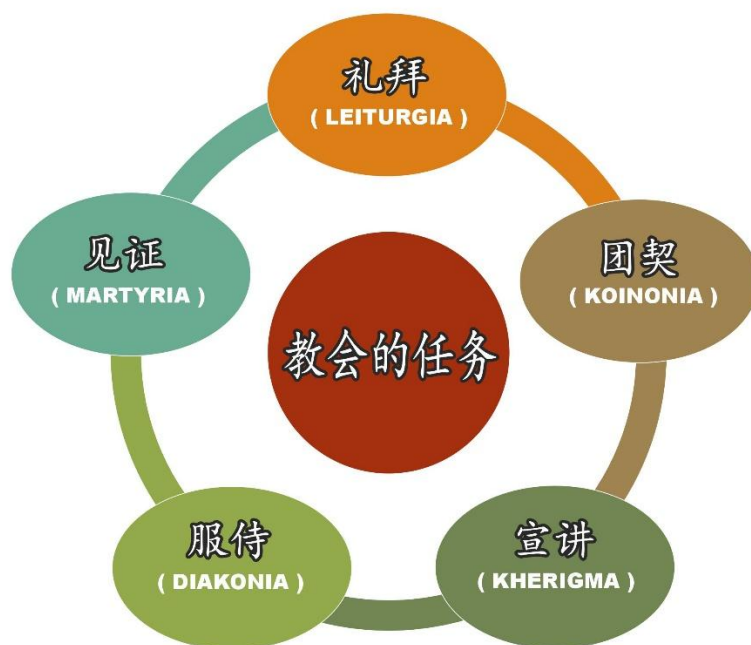 礼拜
( LEITURGIA )
团契
( KOINONIA )
宣讲
( KHERIGMA )
服侍
( DIAKONIA )
见证
( MARTYRIA )
教会的任务